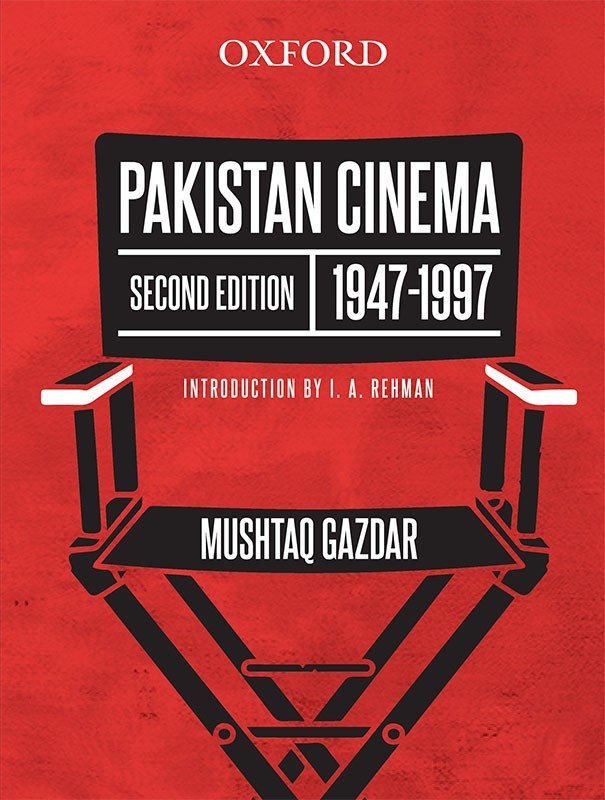 OXFORD
PAKISTAN CINEMA
SECOND EDITION
1947-1997
INTRODUCTION BY I. A. REHMAN
MUSHTAQ GAZDAR